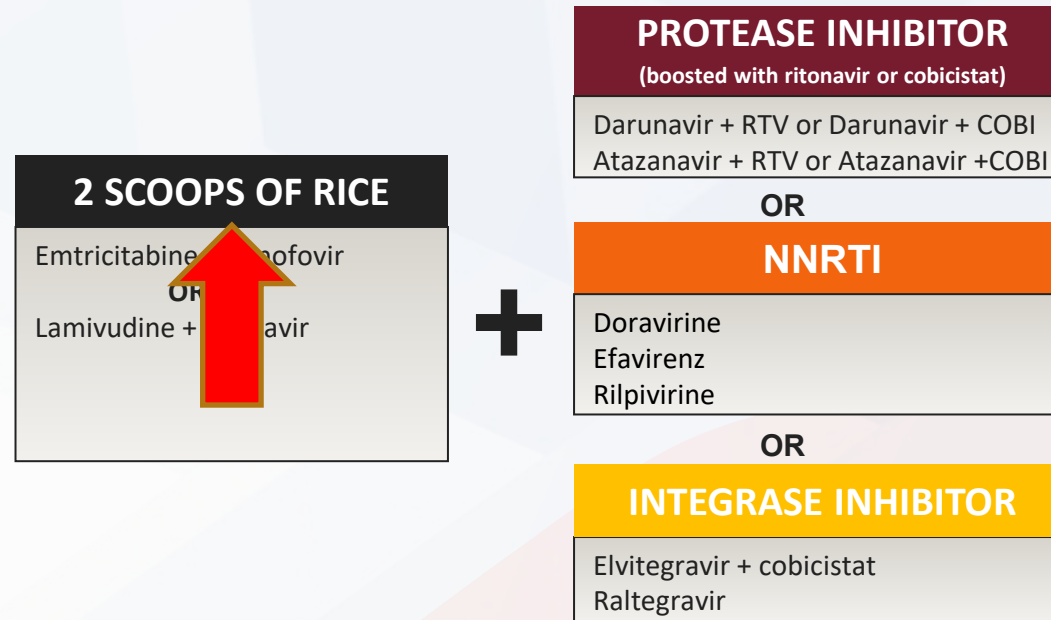 2 SCOOPS OF RICE
Emtricitabine
OR
Lamivudine +
+
PROTEASE INHIBITOR
(boosted with ritonavir or cobicistat)
Darunavir + RTV or Darunavir + COBI
Atazanavir + RTV or Atazanavir +COBI
OR
NNRTI
Doravirine
Efavirenz
Rilpivirine
OR
INTEGRASE INHIBITOR
Elvitegravir + cobicistat
Raltegravir